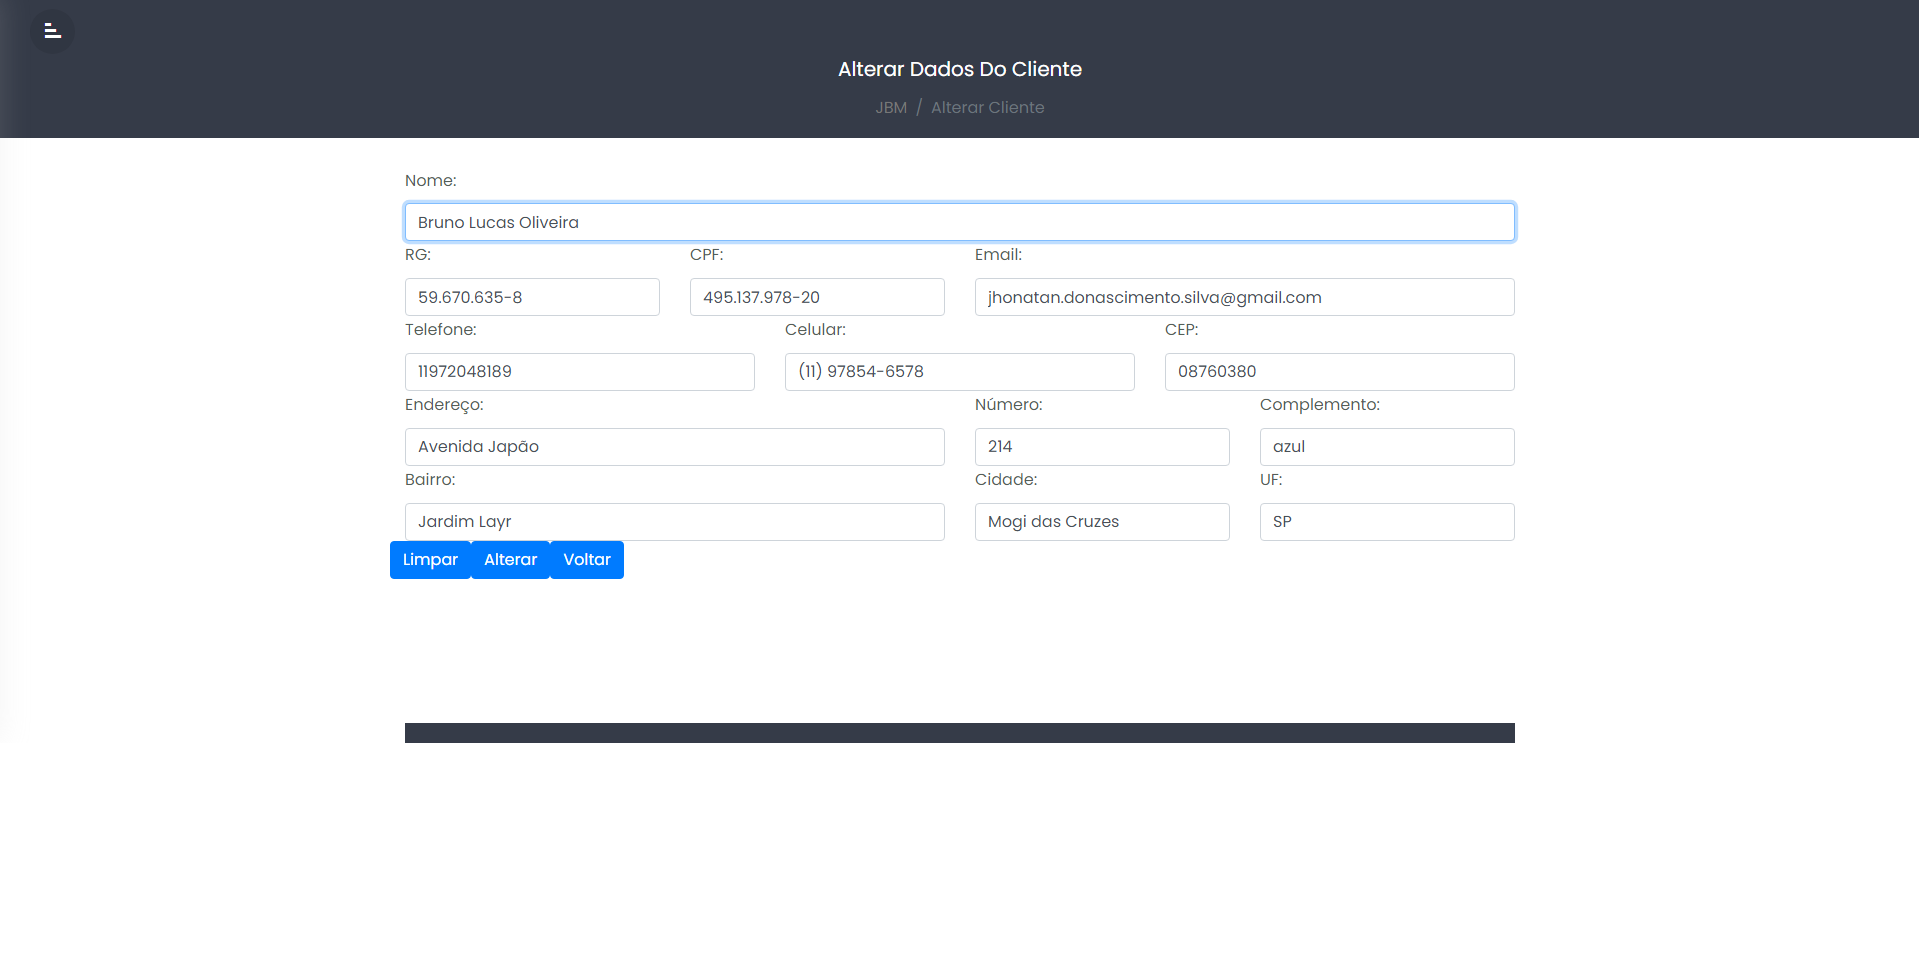 Alterar Dados Do Cliente
JBM / Alterar Cliente
Nome:
Bruno Lucas Oliveira
RG: CPF: Email:
59.670.635-8 495.137.978-20 jhonatan.donascimento.silva@gmail.com
Telefone: Celular: CEP:
11972048189 (11) 97854-6578 08760380
Endereço: Número: Complemento:
Avenida Japão 214 azul
Bairro: Cidade: UF:
Jardim Layr Mogi das Cruzes SP
Limpar Alterar Voltar